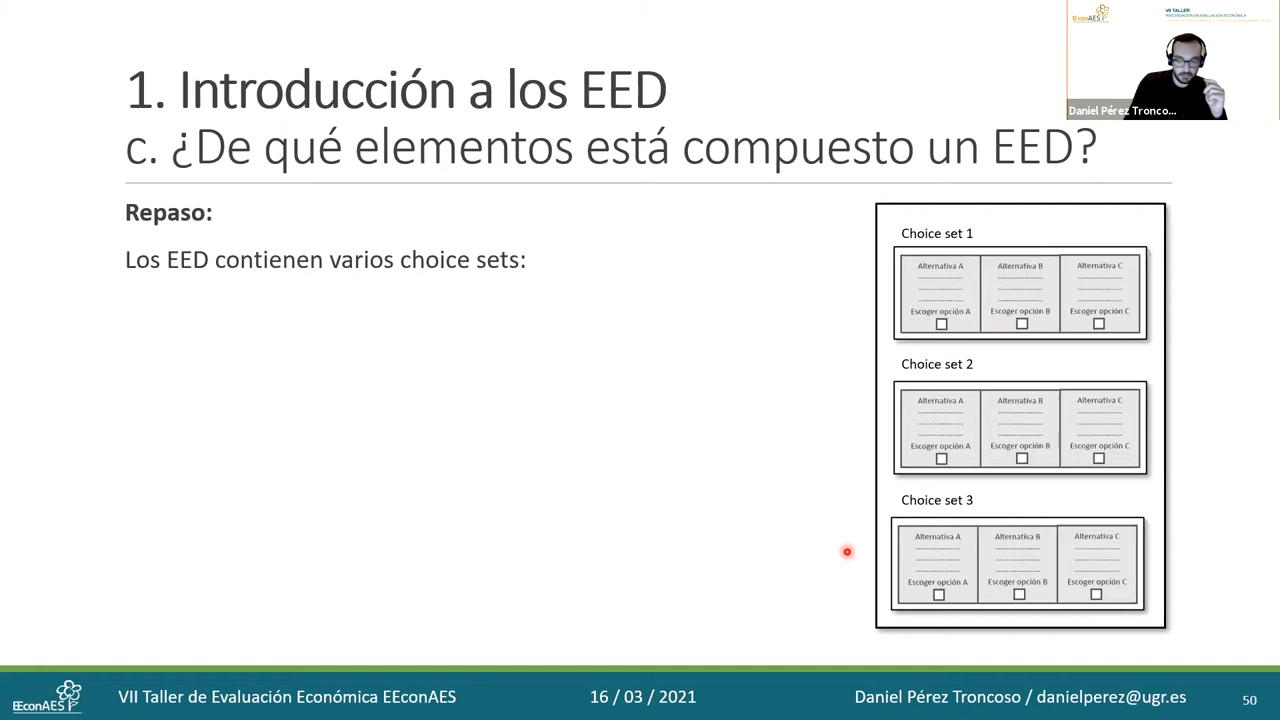 EEconAES
VII TALLER
Daniel Pérez Tronco...
1. Introducción a los EED
c. ¿De qué elementos está compuesto un EED?
Repaso:
Los EED contienen varios choice sets:
Choice set 1
Alternativa A Alternativa B Alternativa C
Escoger opción A Escoger opción B Escoger opción C
Choice set 2
Alternativa A Alternativa B Alternativa C
Escoger opción A Escoger opción B Escoger opción C
Choice set 3
Alternativa A Alternativa B Alternativa C
Escoger opción A Escoger opción B Escoger opción C
EEconAES
VII Taller de Evaluación Económica EEconAES
16 / 03 / 2021
Daniel Pérez Troncoso / danielperez@ugr.es
50